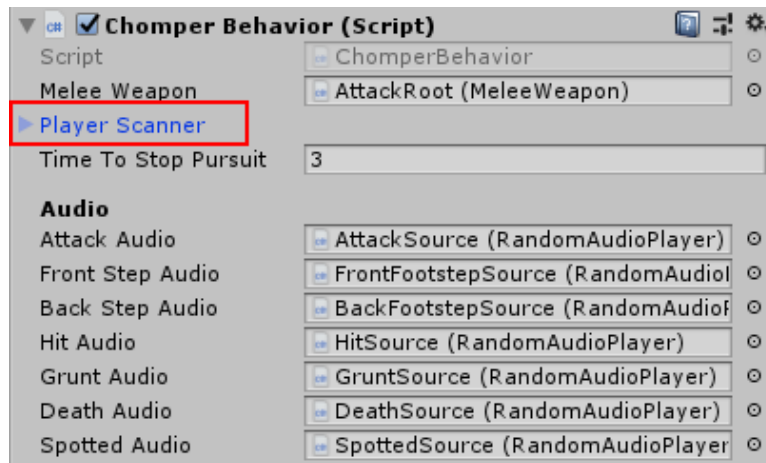 Chomper Behavior (Script)
Script ChomperBehavior
Melee Weapon AttackRoot (MeleeWeapon)
Player Scanner
Time To Stop Pursuit 3
Audio
Attack Audio AttackSource (RandomAudioPlayer)
Front Step Audio FrontFootstepSource (RandomAudio
Back Step Audio BackFootstepSource (RandomAudio
Hit Audio HitSource (RandomAudioPlayer)
Grunt Audio GruntSource (RandomAudioPlayer)
Death Audio DeathSource (RandomAudioPlayer)
Spotted Audio SpottedSource (RandomAudioPlayer